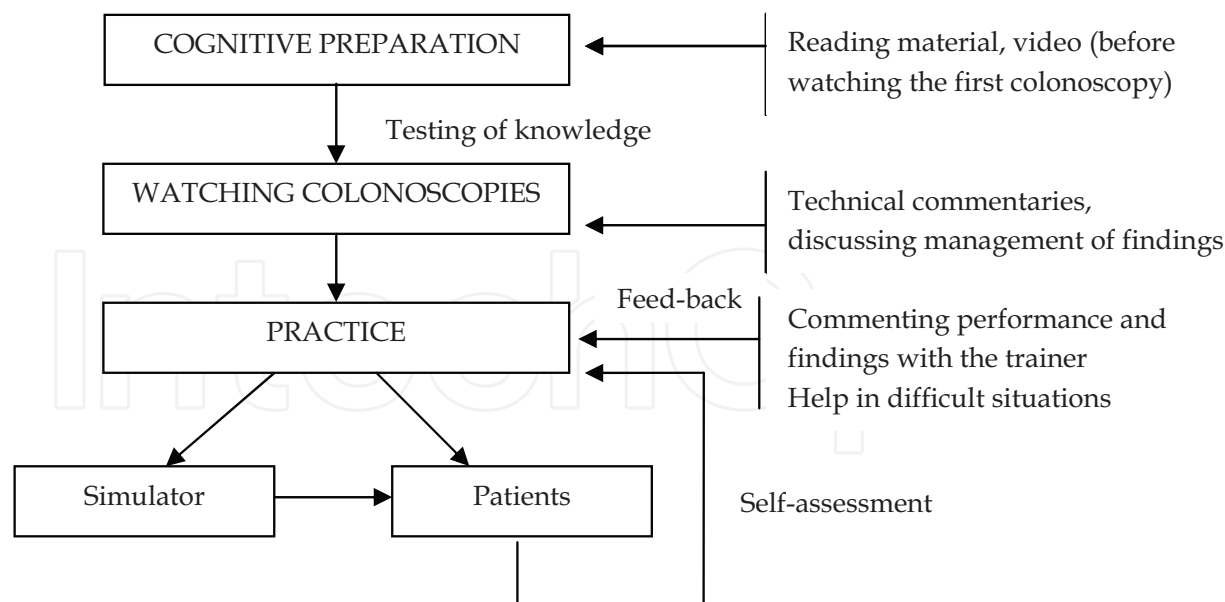 COGNITIVE PREPARATION
Reading material, video (before
watching the first colonoscopy)
Testing of knowledge
WATCHING COLONOSCOPIES
Technical commentaries,
discussing management of findings
Feed-back
PRACTICE
Commenting performance and
findings with the trainer
Help in difficult situations
Simulator
Patients
Self-assessment